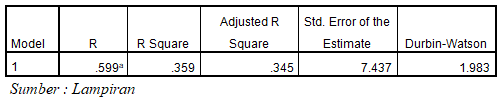 Model R R Square Adjusted R Square Std. Error of the Estimate Durbin-Watson
1 .599ᵃ .359 .345 7.437 1.983
Sumber : Lampiran